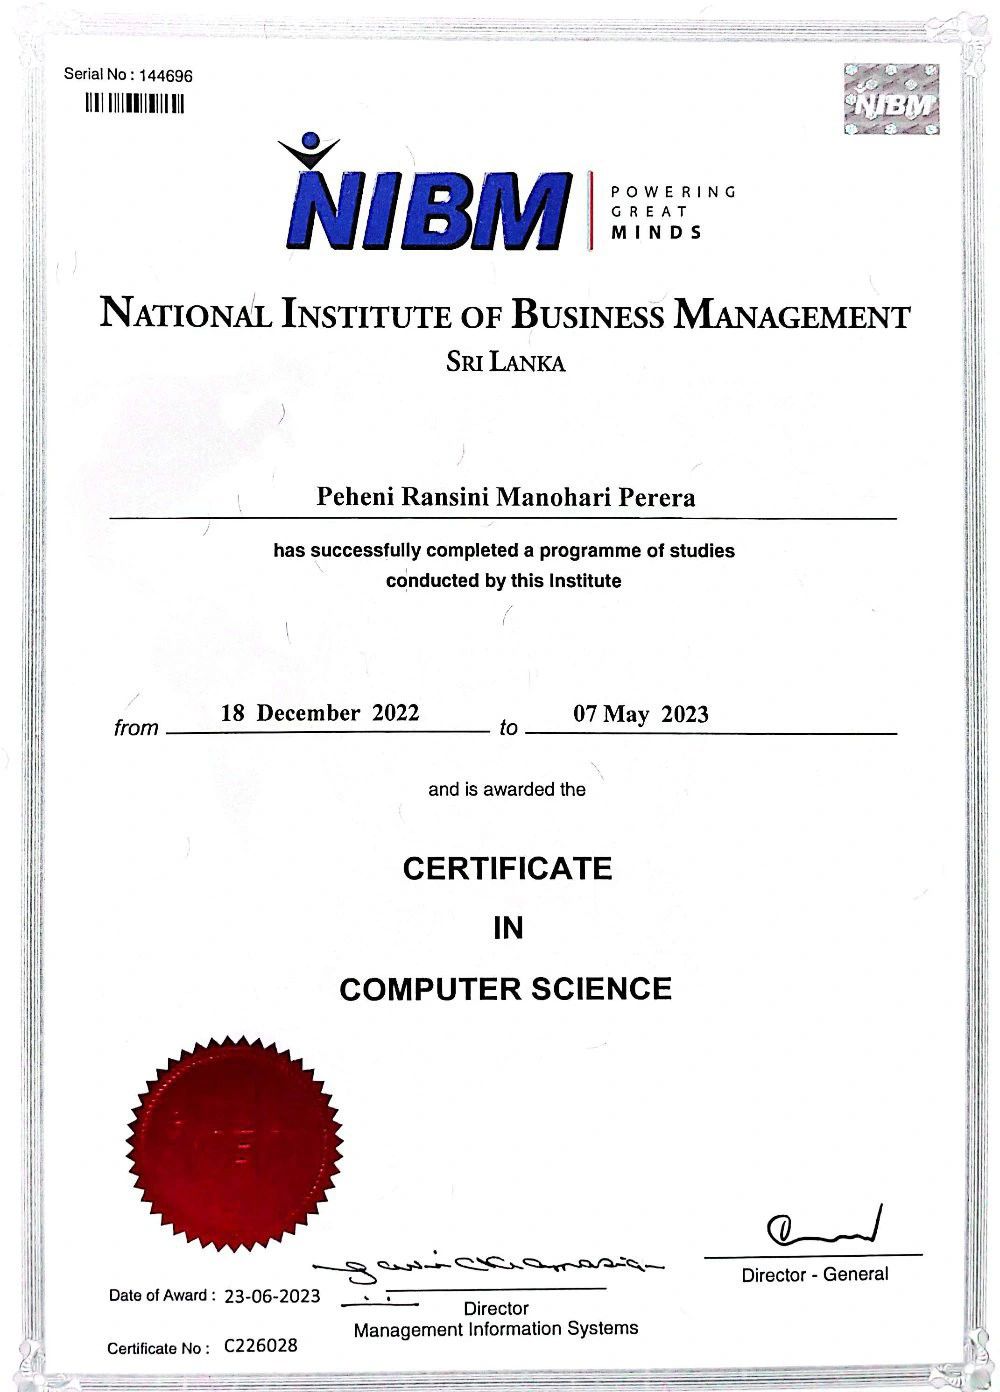 Serial No : 144696
NIBM
NIBM
POWERING
GREAT
MINDS
NATIONAL INSTITUTE OF BUSINESS MANAGEMENT
SRI LANKA
Peheni Ransini Manohari Perera
has successfully completed a programme of studies
conducted by this Institute
from 18 December 2022 to 07 May 2023
and is awarded the
CERTIFICATE
IN
COMPUTER SCIENCE
Director - General
Date of Award : 23-06-2023
Director
Management Information Systems
Certificate No : C226028